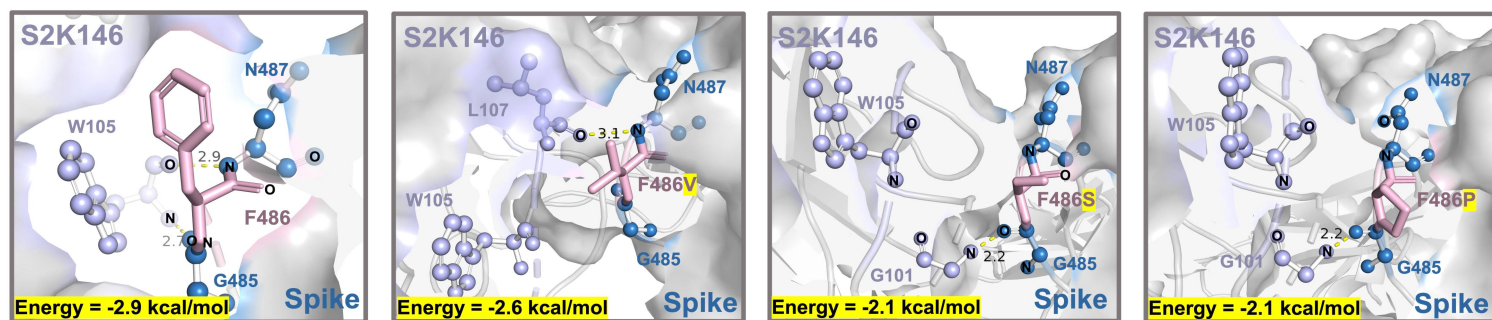 S2K146
N487
W105
O
2.9
N
O
O
F486
N
2.7
O
N
G485
Energy = -2.9 kcal/mol
Spike
S2K146
N487
L107
O
3.1
N
F486V
W105
G485
Energy = -2.6 kcal/mol
Spike
S2K146
N487
W105
O
N
N
O
F486S
O
O
N
2.2
G101
N
G485
Energy = -2.1 kcal/mol
Spike
S2K146
N487
O
W105
O
N
N
F486P
O
2.2
N
G101
G485
Energy = -2.1 kcal/mol
Spike